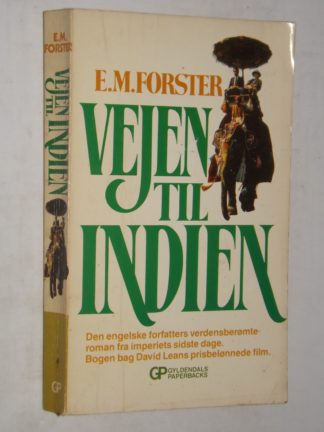 E.M.
FORSTER
VEJEN
TIL
INDIEN
GP
E.M.FORSTER
VEJEN
TIL
INDIEN
Den engelske forfatters verdensberømte
roman fra imperiets sidste dage.
Bogen bag David Leans prisbelønnede film.
GP GYLDENDALS
PAPERBACKS